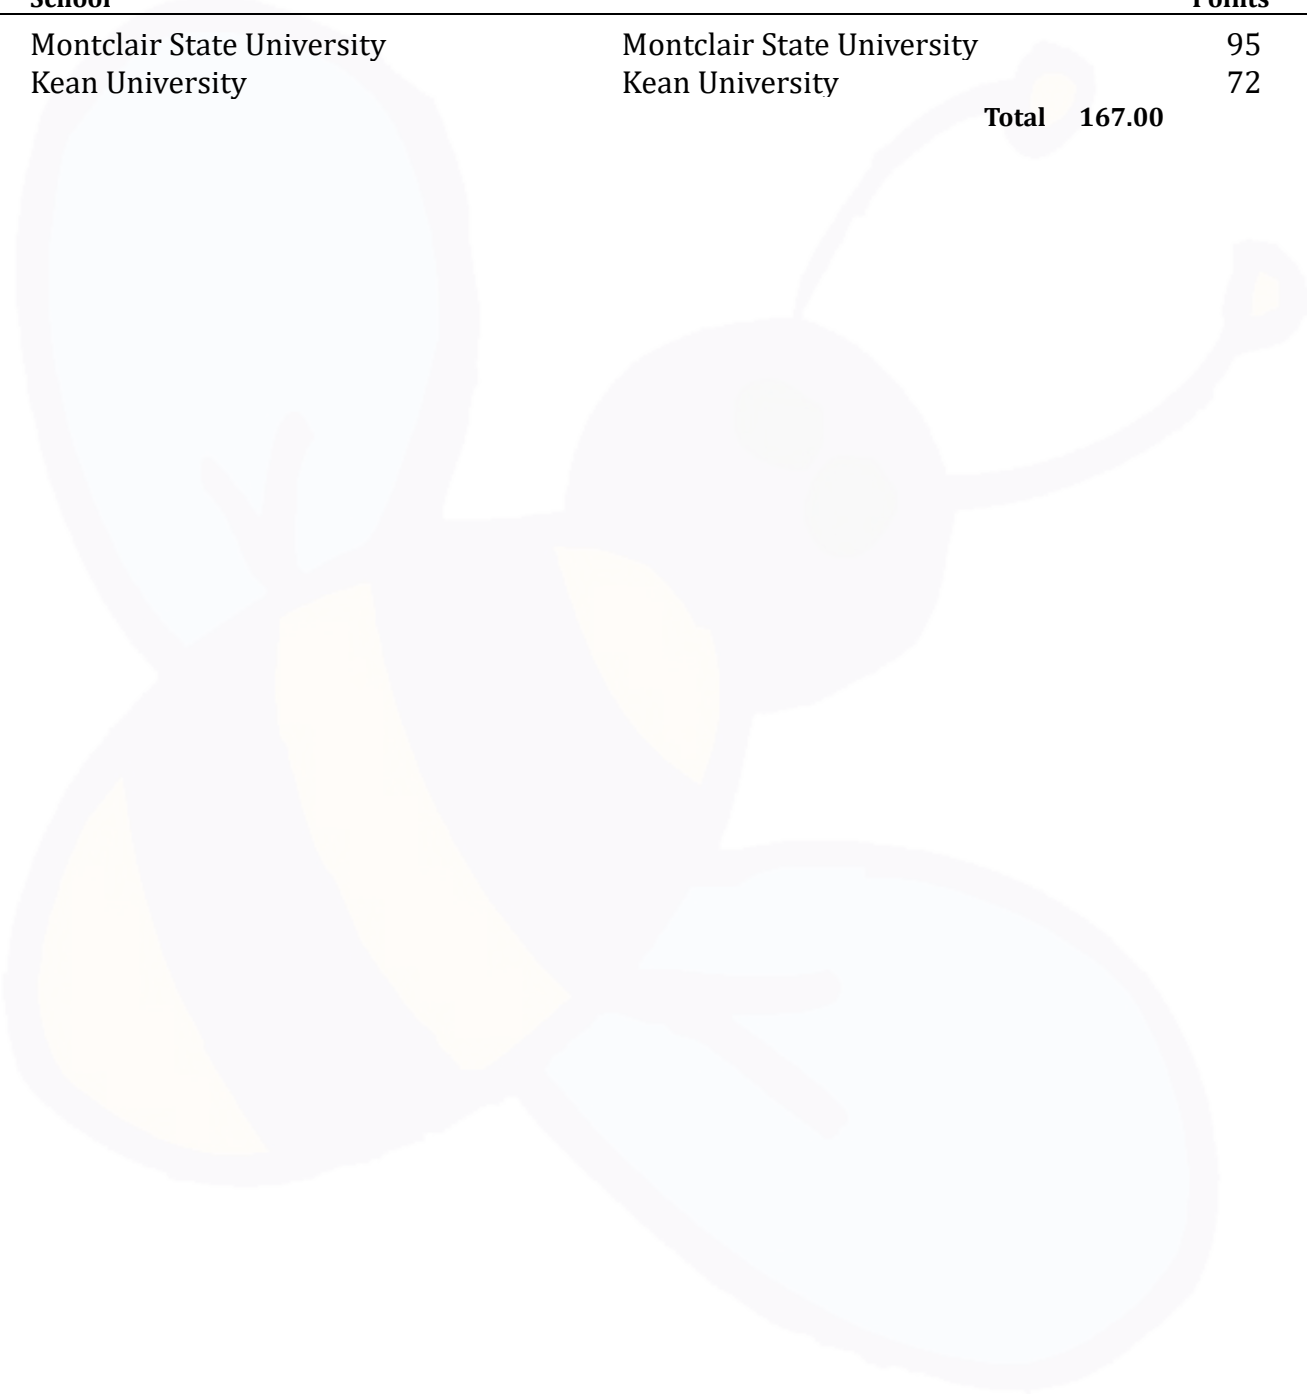 School Points
Montclair State University Montclair State University 95
Kean University Kean University 72
Total 167.00